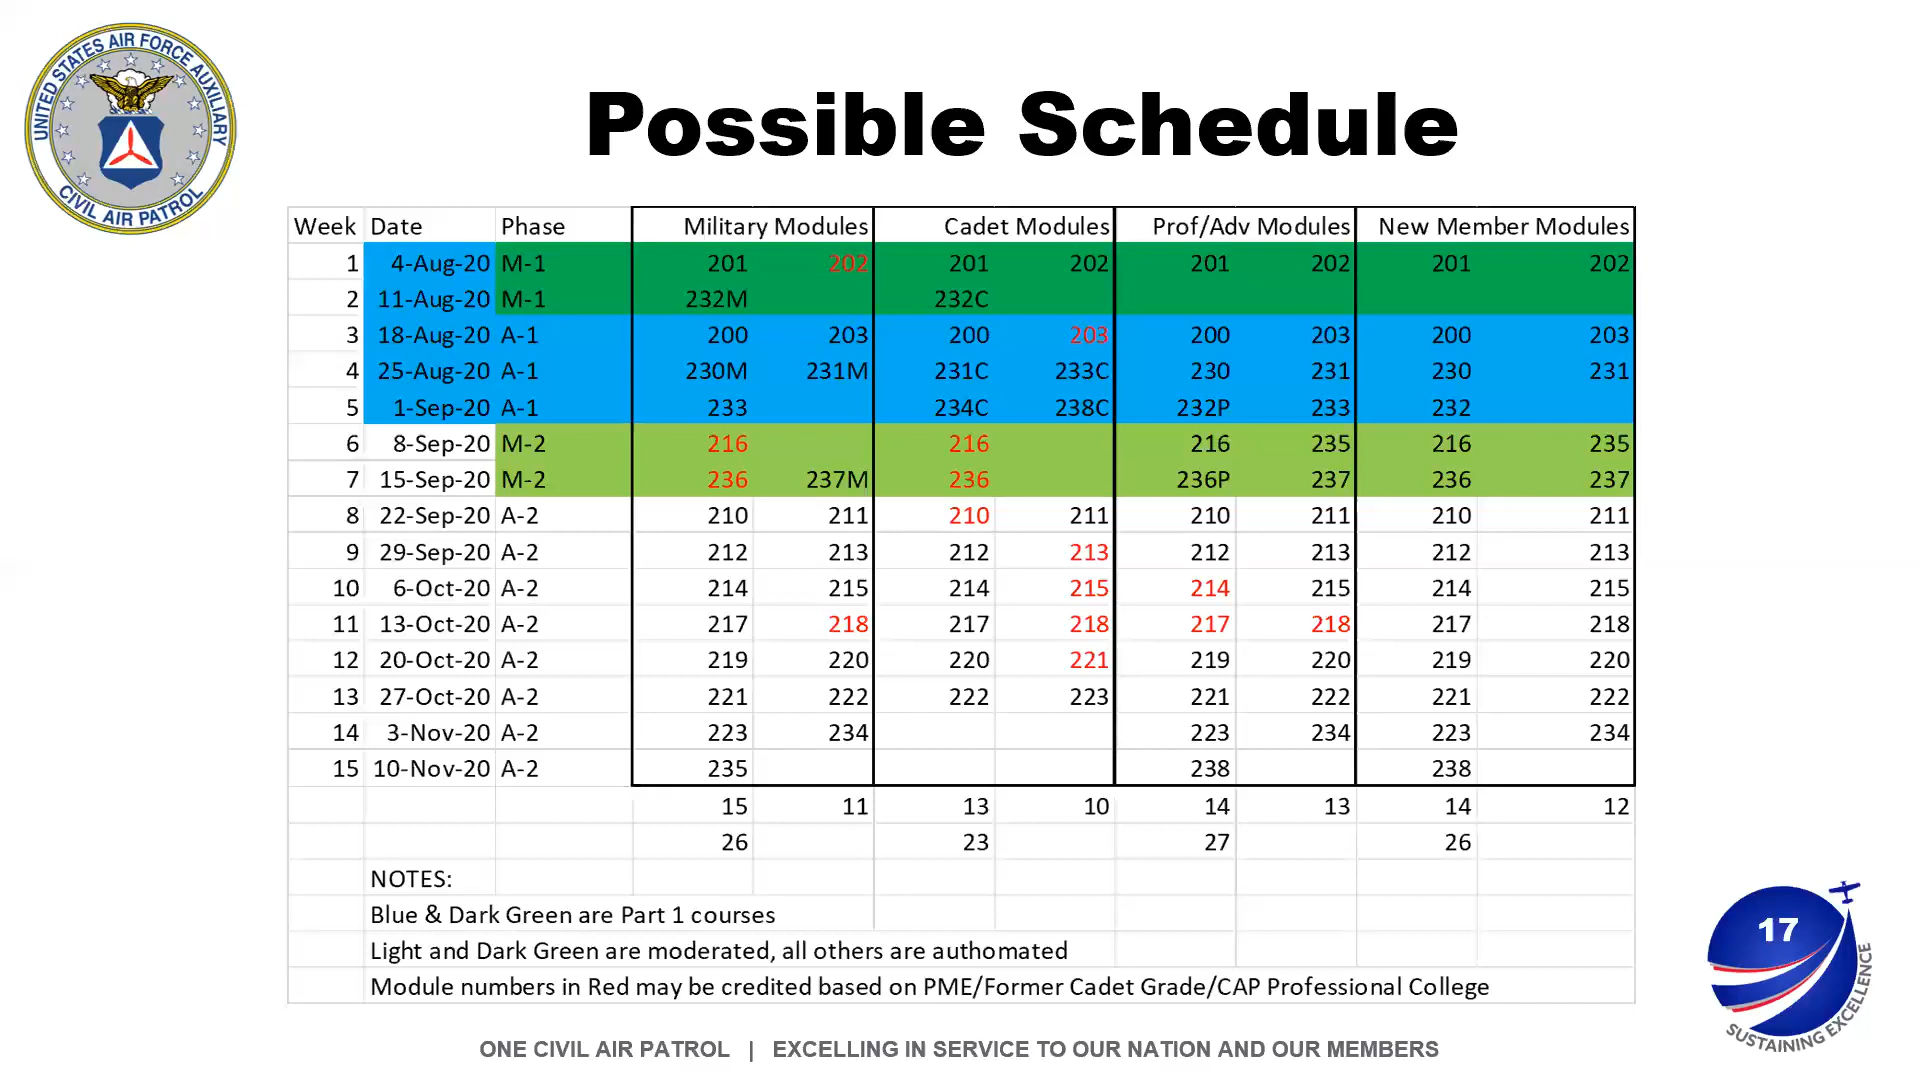 UNITED STATES AIR FORCE AUXILIARY
CIVIL AIR PATROL
Possible Schedule
Week Date Phase Military Modules Cadet Modules Prof/Adv Modules New Member Modules
1 4-Aug-20 M-1 201 202 201 202 201 202 201 202
2 11-Aug-20 M-1 232M 232C
3 18-Aug-20 A-1 200 203 200 203 200 203 200 203
4 25-Aug-20 A-1 230M 231M 231C 233C 230 231 230 231
5 1-Sep-20 A-1 233 234C 238C 232P 233 232
6 8-Sep-20 M-2 216 216 216 235 216 235
7 15-Sep-20 M-2 236 237M 236 236P 237 236 237
8 22-Sep-20 A-2 210 211 210 211 210 211 210 211
9 29-Sep-20 A-2 212 213 212 213 212 213 212 213
10 6-Oct-20 A-2 214 215 214 215 214 215 214 215
11 13-Oct-20 A-2 217 218 217 218 217 218 217 218
12 20-Oct-20 A-2 219 220 220 221 219 220 219 220
13 27-Oct-20 A-2 221 222 222 223 221 222 221 222
14 3-Nov-20 A-2 223 234 223 234 223 234
15 10-Nov-20 A-2 235 238 238
15 11 13 10 14 13 14 12
26 23 27 26
NOTES:
Blue & Dark Green are Part 1 courses
Light and Dark Green are moderated, all others are authomated
Module numbers in Red may be credited based on PME/Former Cadet Grade/CAP Professional College
17
SUSTAINING EXCELLENCE
ONE CIVIL AIR PATROL | EXCELLING IN SERVICE TO OUR NATION AND OUR MEMBERS